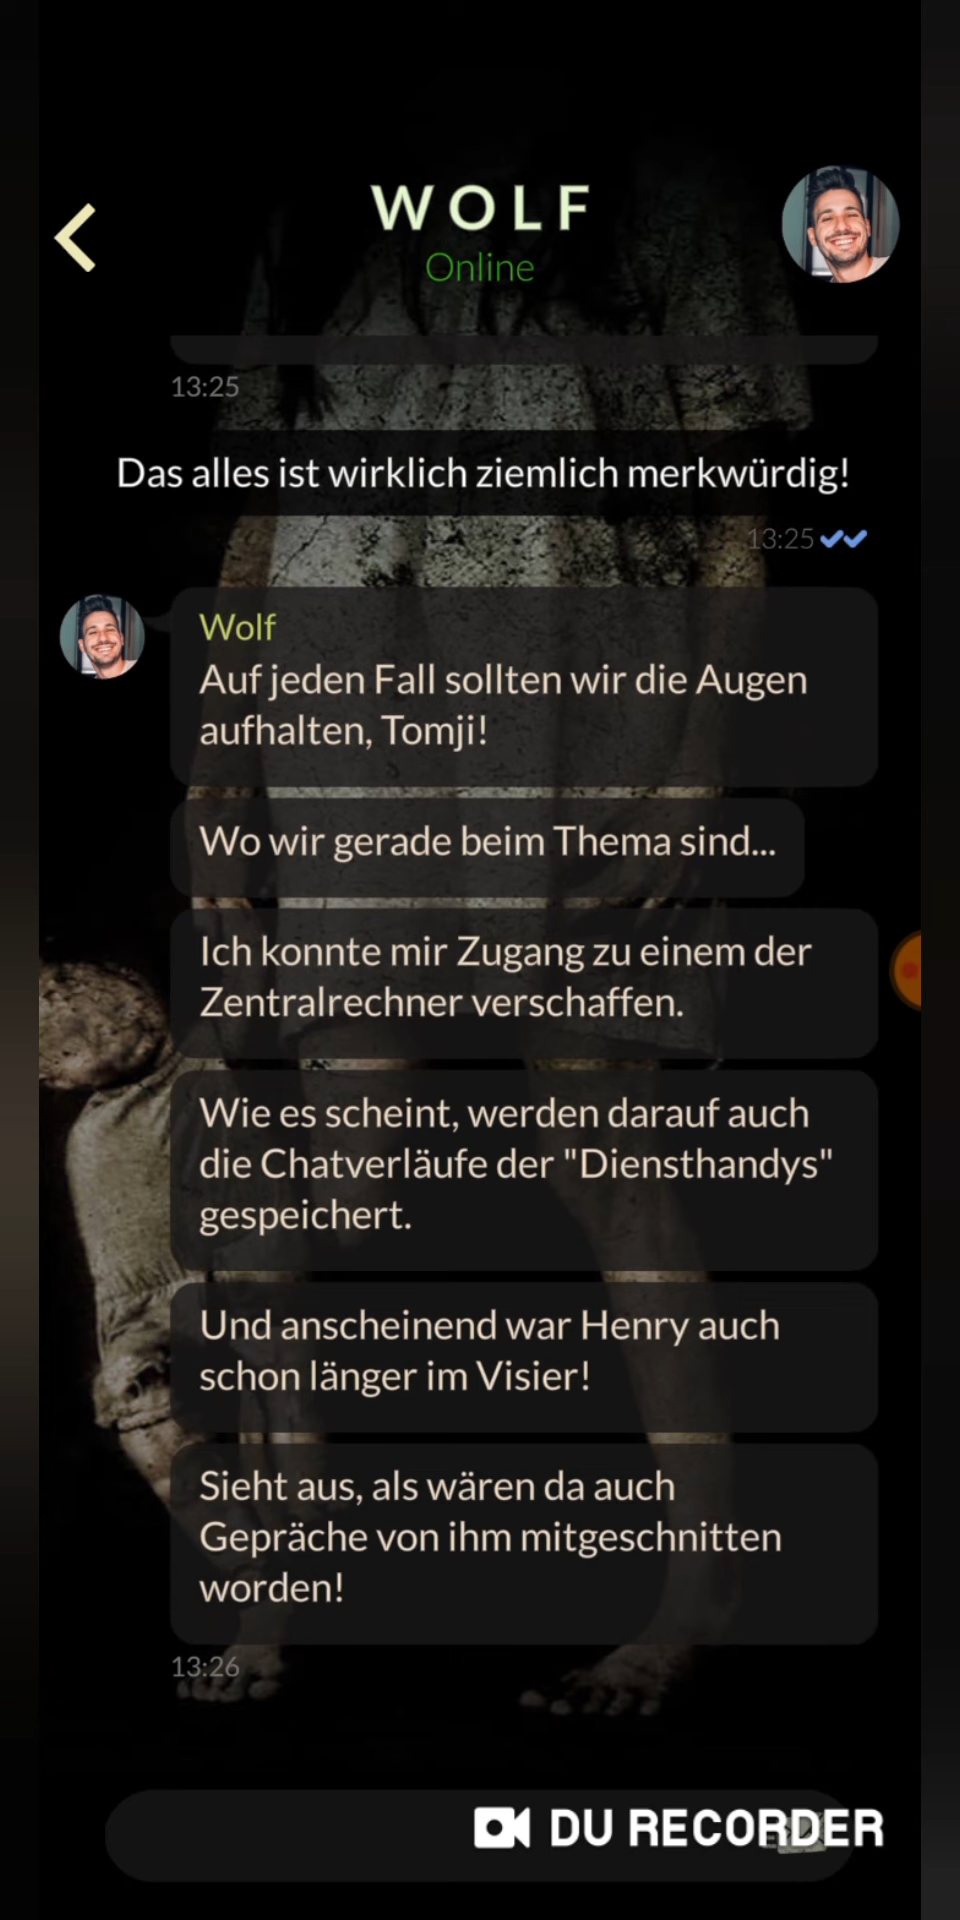 WOLF
Online
13:25
Das alles ist wirklich ziemlich merkwürdig!
13:25
Wolf
Auf jeden Fall sollten wir die Augen
aufhalten, Tomji!
Wo wir gerade beim Thema sind...
Ich konnte mir Zugang zu einem der
Zentralrechner verschaffen.
Wie es scheint, werden darauf auch
die Chatverläufe der "Diensthandys"
gespeichert.
Und anscheinend war Henry auch
schon länger im Visier!
Sieht aus, als wären da auch
Gepräche von ihm mitgeschnitten
worden!
13:26
DU RECORDER